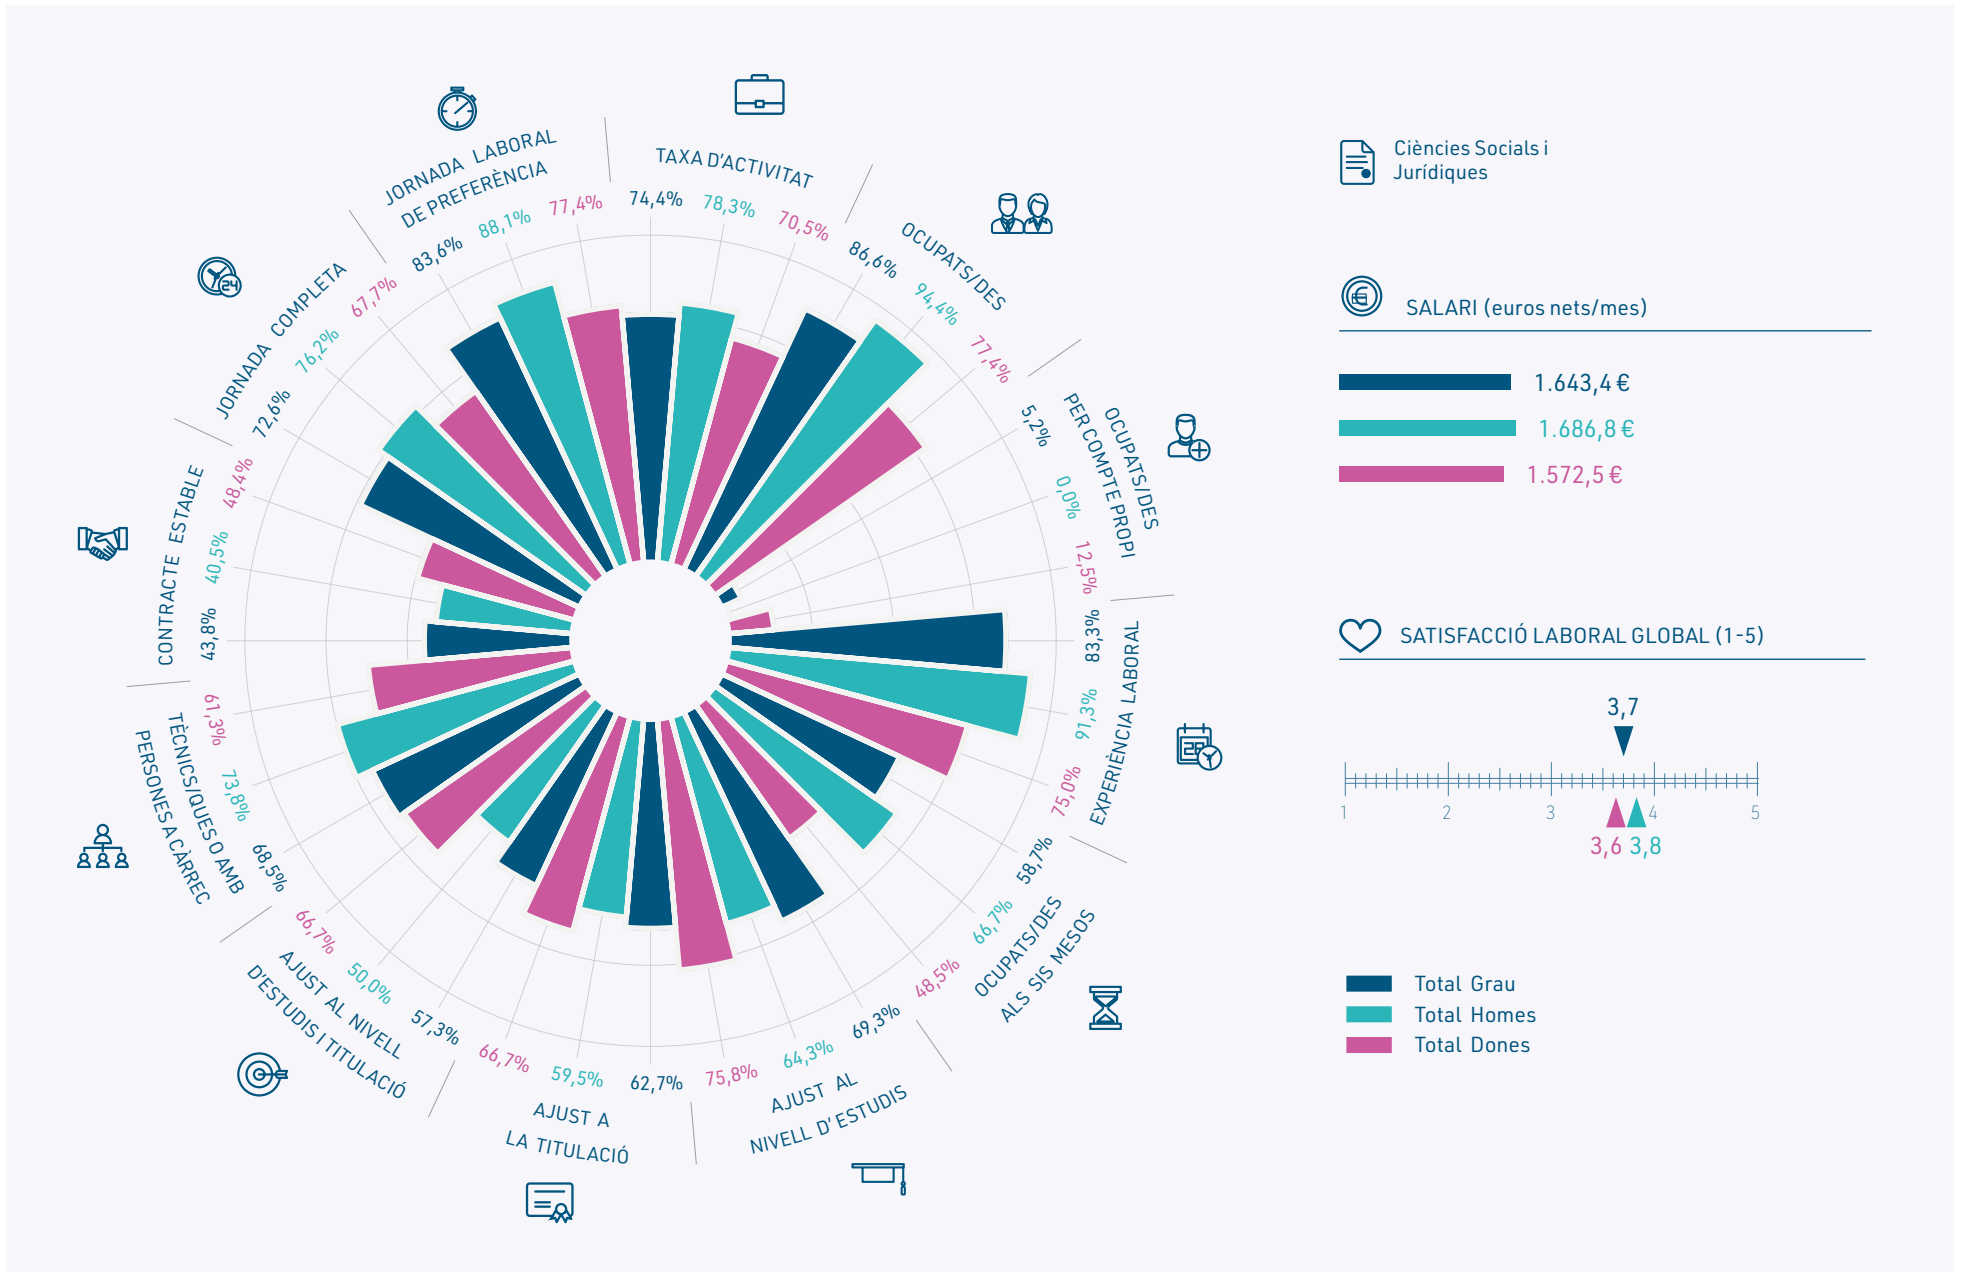 TAXA D'ACTIVITAT
74,4%
78,3%
70,5%
OCUPATS/DES
86,6%
94,4%
77,4%
OCUPATS/DES
PER COMPTE PROPI
5,2%
0,0%
12,5%
EXPERIÈNCIA LABORAL
83,3%
91,3%
75,0%
OCUPATS/DES
ALS SIS MESOS
58,7%
66,7%
48,5%
AJUST AL
NIVELL D'ESTUDIS
69,3%
64,3%
75,8%
AJUST A
LA TITULACIÓ
62,7%
59,5%
66,7%
AJUST AL NIVELL
D'ESTUDIS I TITULACIÓ
57,3%
50,0%
66,7%
TÈCNICS/QUES O AMB
PERSONES A CÀRREC
68,5%
73,8%
61,3%
CONTRACTE ESTABLE
43,8%
40,5%
48,4%
JORNADA COMPLETA
72,6%
76,2%
67,7%
24
JORNADA LABORAL
DE PREFERÈNCIA
83,6%
88,1%
77,4%
Ciències Socials i
Jurídiques
SALARI (euros nets/mes)
1.643,4 €
1.686,8 €
1.572,5 €
SATISFACCIÓ LABORAL GLOBAL (1-5)
3,7
1 2 3 4 5
3,6 3,8
Total Grau
Total Homes
Total Dones